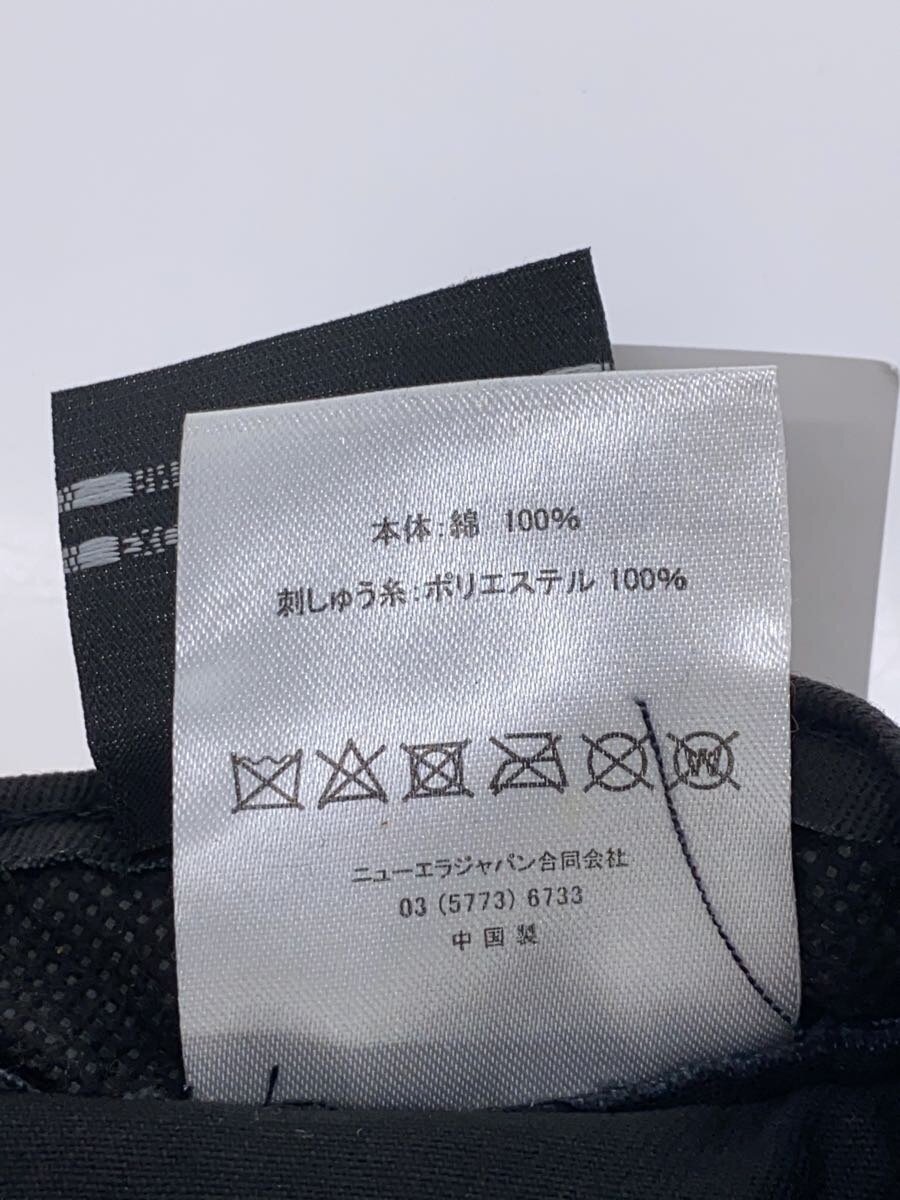 本体:綿 100%
刺しゅう糸:ポリエステル 100%
W
ニューエラジャパン合同会社
03 (5773) 6733
中国製